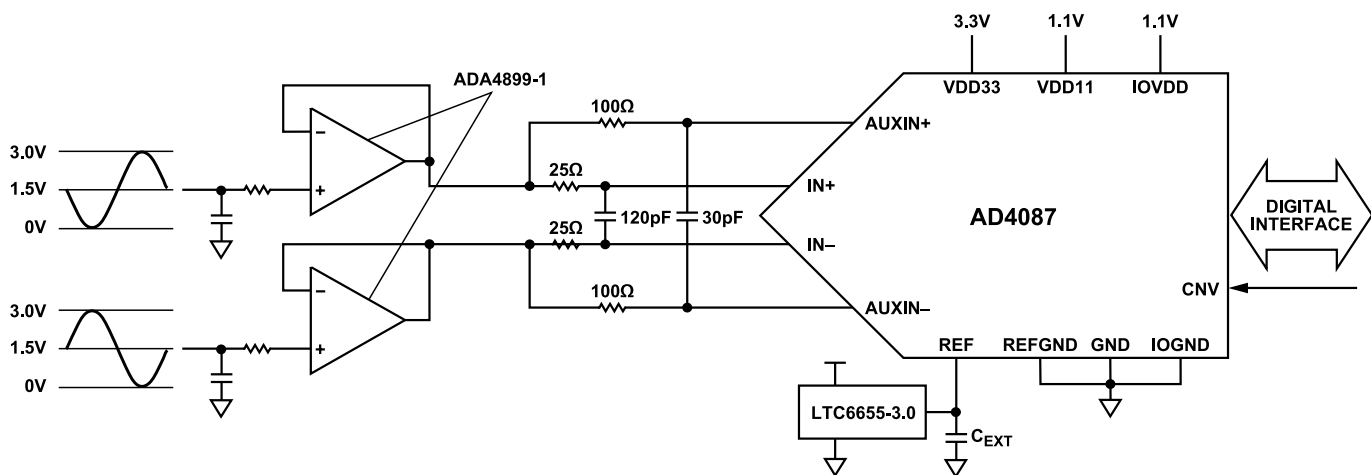 3.3V
1.1V
1.1V
VDD33
VDD11
IOVDD
ADA4899-1
3.0V
1.5V
0V
−
+
100Ω
AUXIN+
25Ω
IN+
120pF
30pF
25Ω
IN–
100Ω
AUXIN–
AD4087
DIGITAL
INTERFACE
CNV
3.0V
1.5V
0V
−
+
REF
REFGND
GND
IOGND
LTC6655-3.0
CEXT